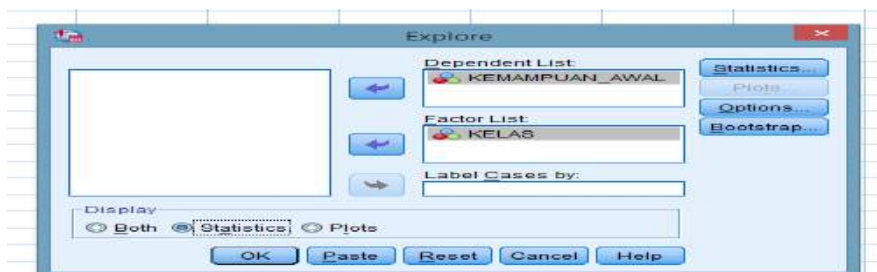 Explore
Dependent List:
KEMAMPUAN_AWAL
Factor List:
KELAS
Label Cases by:
Statistics...
Plots...
Options...
Bootstrap...
Display
Both Statistics Plots
OK Paste Reset Cancel Help